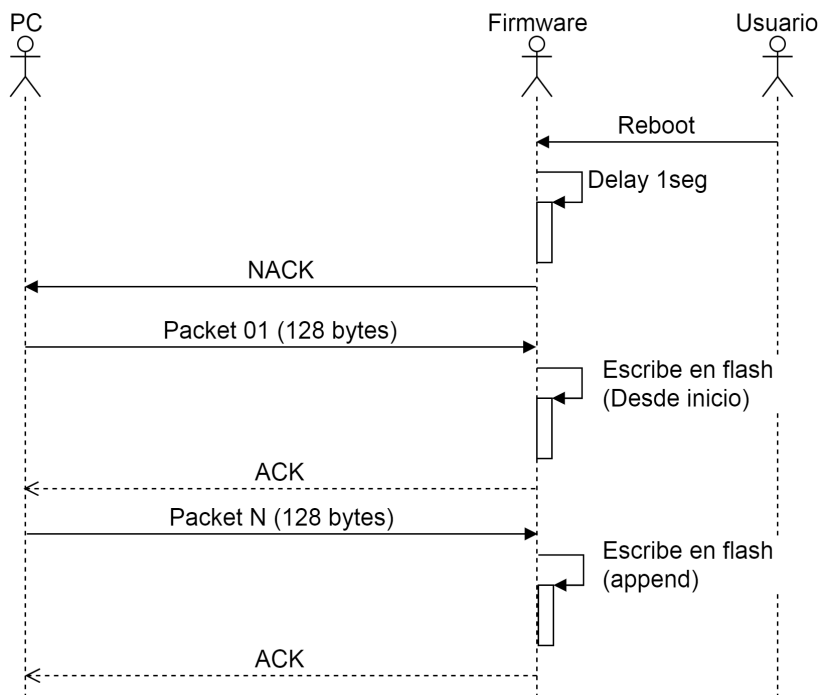 PC
Firmware
Usuario
Reboot
Delay 1seg
NACK
Packet 01 (128 bytes)
Escribe en flash
(Desde inicio)
ACK
Packet N (128 bytes)
Escribe en flash
(append)
ACK